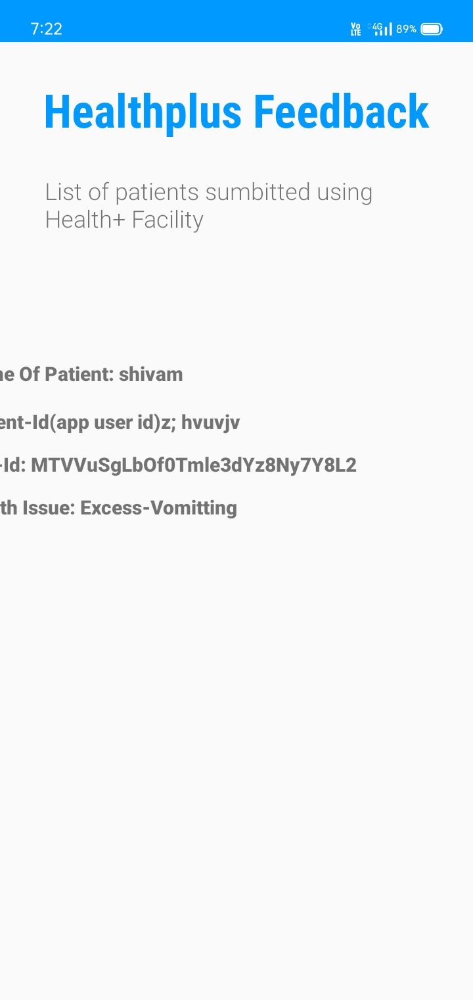 7:22 Vo LTE 4G 89%
Healthplus Feedback
List of patients sumbitted using
Health+ Facility
ne Of Patient: shivam
ent-Id(app user id)z; hvuvjv
-Id: MTVVuSgLbOf0Tmle3dYz8Ny7Y8L2
th Issue: Excess-Vomitting